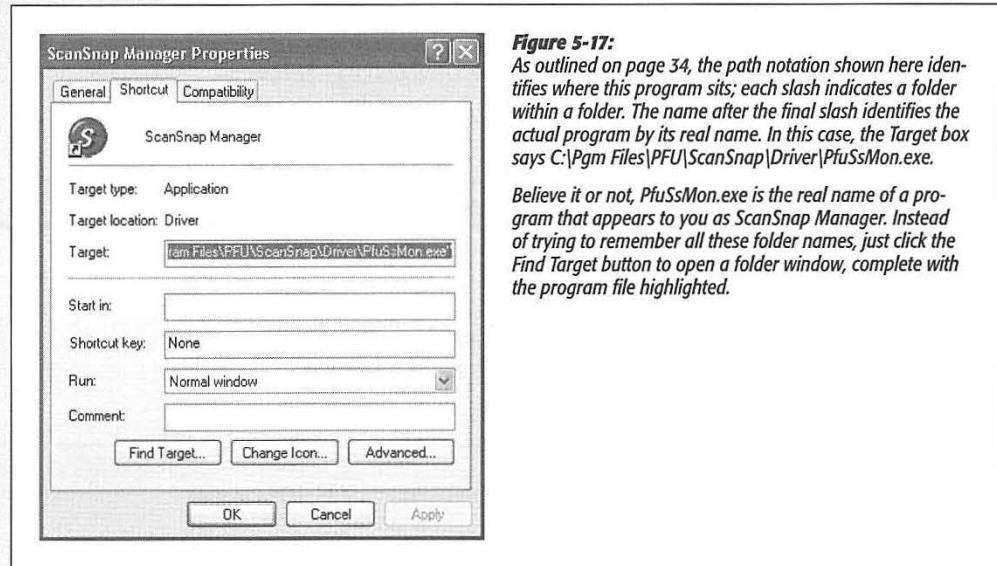 ScanSnap Manager Properties
General Shortcut Compatibility
S
ScanSnap Manager
Target type: Application
Target location: Driver
Target: ram Files\PFU\ScanSnap\Driver\PfuSsMon.exe"
Start in:
Shortcut key: None
Run: Normal window
Comment:
Find Target... Change Icon... Advanced...
OK Cancel Apply
Figure 5-17:
As outlined on page 34, the path notation shown here iden-
tifies where this program sits; each slash indicates a folder
within a folder. The name after the final slash identifies the
actual program by its real name. In this case, the Target box
says C:\Pgm Files\PFU\ScanSnap\Driver\PfuSsMon.exe.
Believe it or not, PfuSsMon.exe is the real name of a pro-
gram that appears to you as ScanSnap Manager. Instead
of trying to remember all these folder names, just click the
Find Target button to open a folder window, complete with
the program file highlighted.